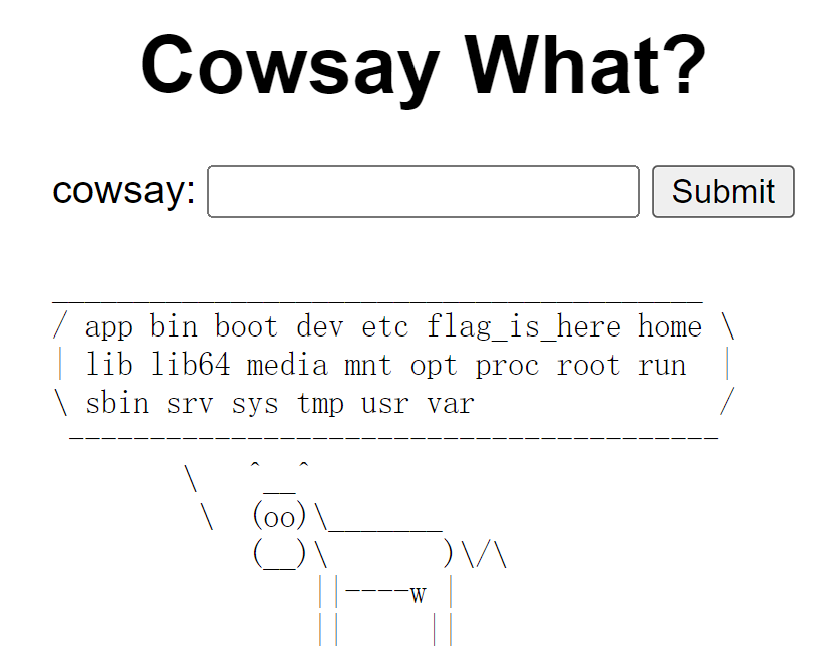 Cowsay What?
cowsay: Submit
________________________________________
/ app bin boot dev etc flag_is_here home \
| lib lib64 media mnt opt proc root run  |
\ sbin srv sys tmp usr var               /
 ----------------------------------------
        \   ^__^
         \  (oo)\_______
            (__)\       )\/\
                ||----w |
                ||     ||